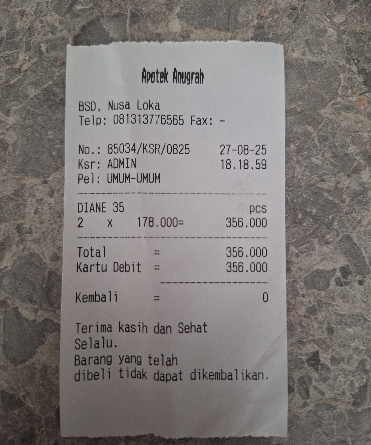 Apotek Anugrah
BSD, Nusa Loka
Telp: 081313776565 Fax: -
No.: 85034/KSR/0825 27-08-25
Ksr: ADMIN 18.18.59
Pel: UMUM-UMUM
DIANE 35 pcs
2 x 178.000= 356.000
Total = 356.000
Kartu Debit = 356.000
Kembali = 0
Terima kasih dan Sehat
Selalu.
Barang yang telah
dibeli tidak dapat dikembalikan.